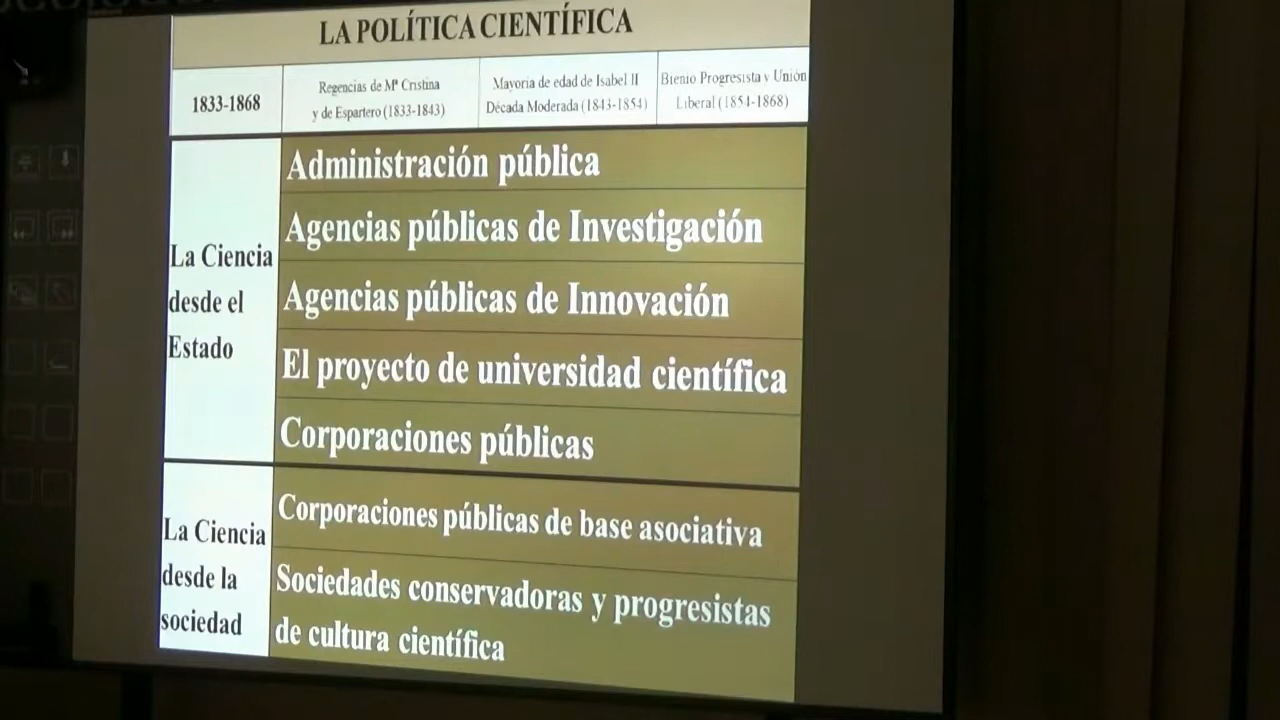 LA POLÍTICA CIENTÍFICA
1833-1868
Regencias de Mª Cristina
y de Espartero (1833-1843)
Mayoría de edad de Isabel II
Década Moderada (1843-1854)
Bienio Progresista y Unión
Liberal (1854-1868)
La Ciencia
desde el
Estado
Administración pública
Agencias públicas de Investigación
Agencias públicas de Innovación
El proyecto de universidad científica
Corporaciones públicas
La Ciencia
desde la
sociedad
Corporaciones públicas de base asociativa
Sociedades conservadoras y progresistas
de cultura científica